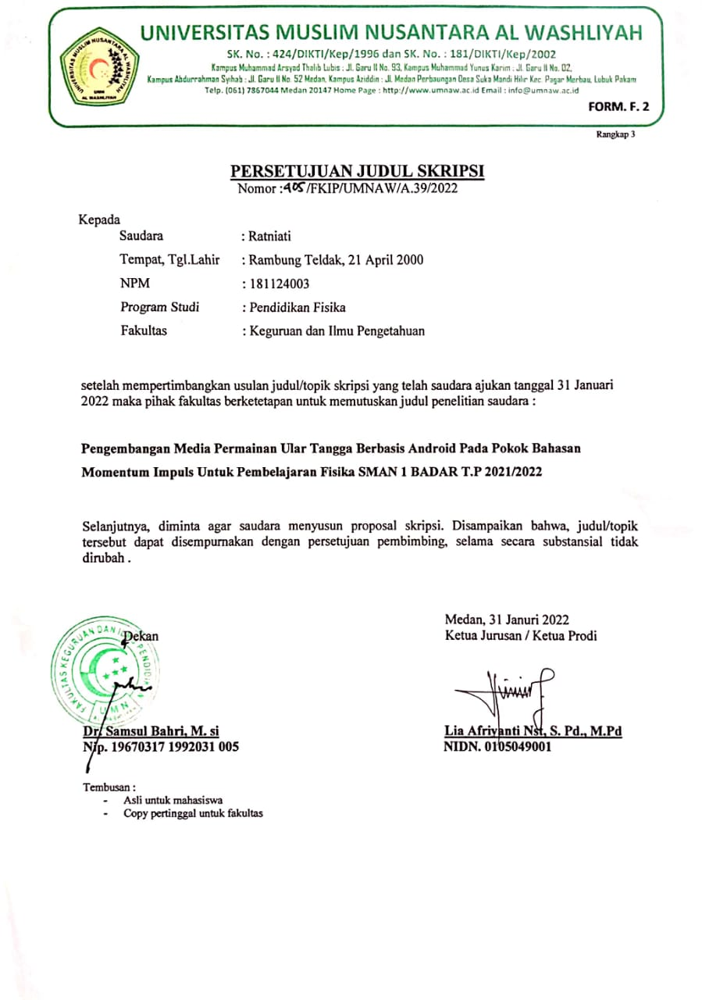 UNIVERSITAS MUSLIM NUSANTARA AL WASHLIYAH
SK. No. : 424/DIKTI/Kep/1996 dan SK. No. : 181/DIKTI/Kep/2002
Kampus Muhammad Arsyad Thalib Lubis : Jl. Garu II No. 93, Kampus Muhammad Yunus Karim : Jl. Garu II No. 02,
Kampus Abdurrahman Syihab : Jl. Garu II No. 52 Medan, Kampus Aziddin : Jl. Medan Perbaungan Desa Suka Mandi Hilir Kec. Pagar Merbau, Lubuk Pakam
Telp. (061) 7867044 Medan 20147 Home Page : http://www.umnaw.ac.id Email : info@umnaw.ac.id
UNIVERSITAS MUSLIM NUSANTARA AL WASHLIYAH
UMN
AL WASHLIYAH
FORM. F. 2
Rangkap 3
PERSETUJUAN JUDUL SKRIPSI
Nomor :405/FKIP/UMNAW/A.39/2022
Kepada
Saudara : Ratniati
Tempat, Tgl.Lahir : Rambung Teldak, 21 April 2000
NPM : 181124003
Program Studi : Pendidikan Fisika
Fakultas : Keguruan dan Ilmu Pengetahuan
setelah mempertimbangkan usulan judul/topik skripsi yang telah saudara ajukan tanggal 31 Januari
2022 maka pihak fakultas berketetapan untuk memutuskan judul penelitian saudara :
Pengembangan Media Permainan Ular Tangga Berbasis Android Pada Pokok Bahasan
Momentum Impuls Untuk Pembelajaran Fisika SMAN 1 BADAR T.P 2021/2022
Selanjutnya, diminta agar saudara menyusun proposal skripsi. Disampaikan bahwa, judul/topik
tersebut dapat disempurnakan dengan persetujuan pembimbing, selama secara substansial tidak
dirubah .
Medan, 31 Januri 2022
Dekan
Ketua Jurusan / Ketua Prodi
FAKULTAS KEGURUAN DAN
UMN
Dr. Samsul Bahri, M. si
Nip. 19670317 1992031 005
Lia Afriyanti Nst, S. Pd., M.Pd
NIDN. 0105049001
Tembusan :
- Asli untuk mahasiswa
- Copy pertinggal untuk fakultas